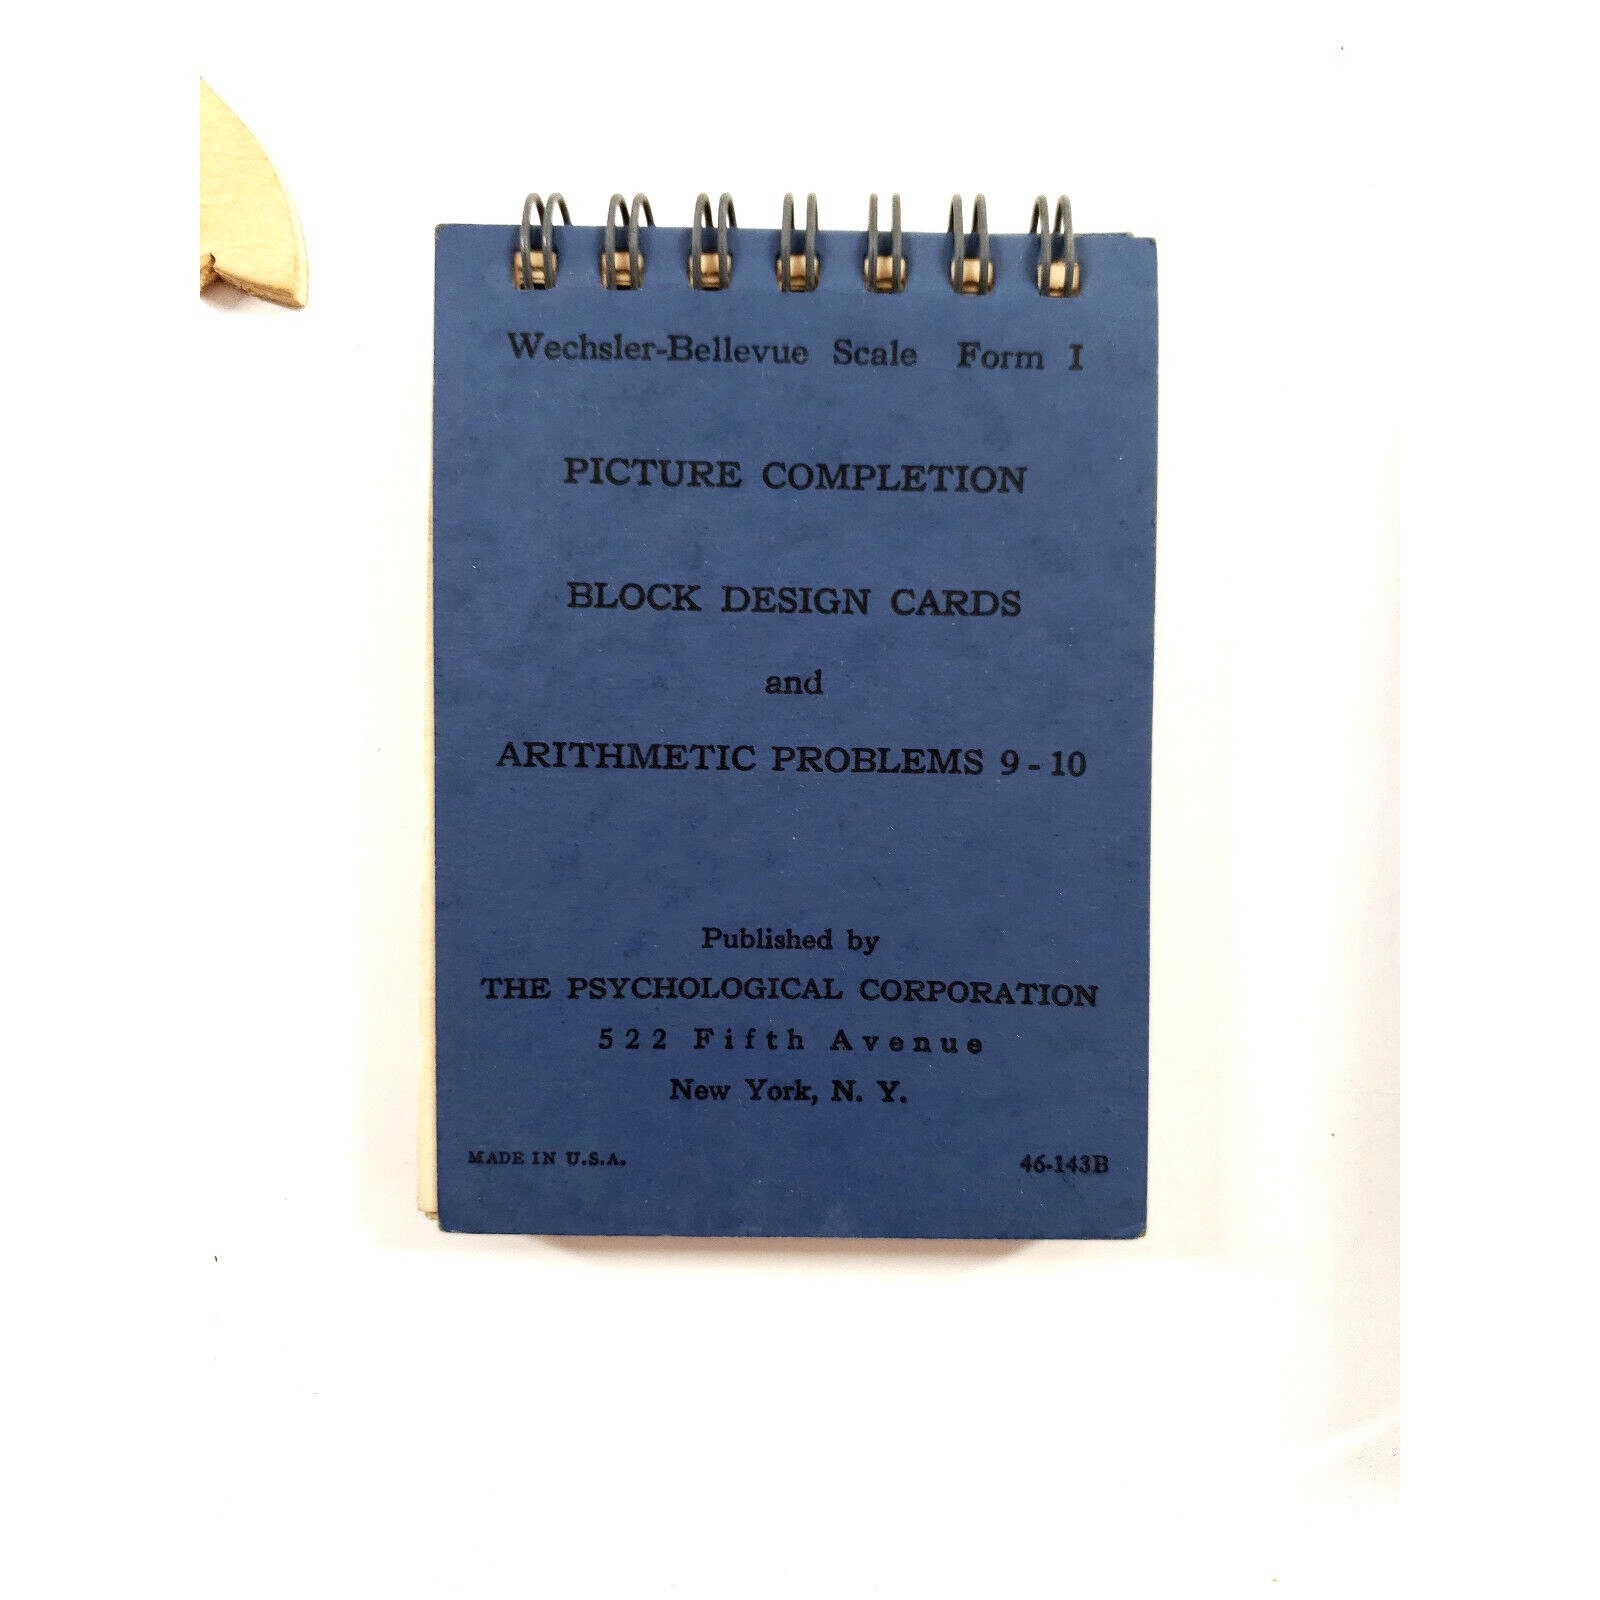 Wechsler-Bellevue Scale Form I
PICTURE COMPLETION
BLOCK DESIGN CARDS
and
ARITHMETIC PROBLEMS 9 - 10
Published by
THE PSYCHOLOGICAL CORPORATION
522 Fifth Avenue
New York, N. Y.
MADE IN U.S.A. 46-143B